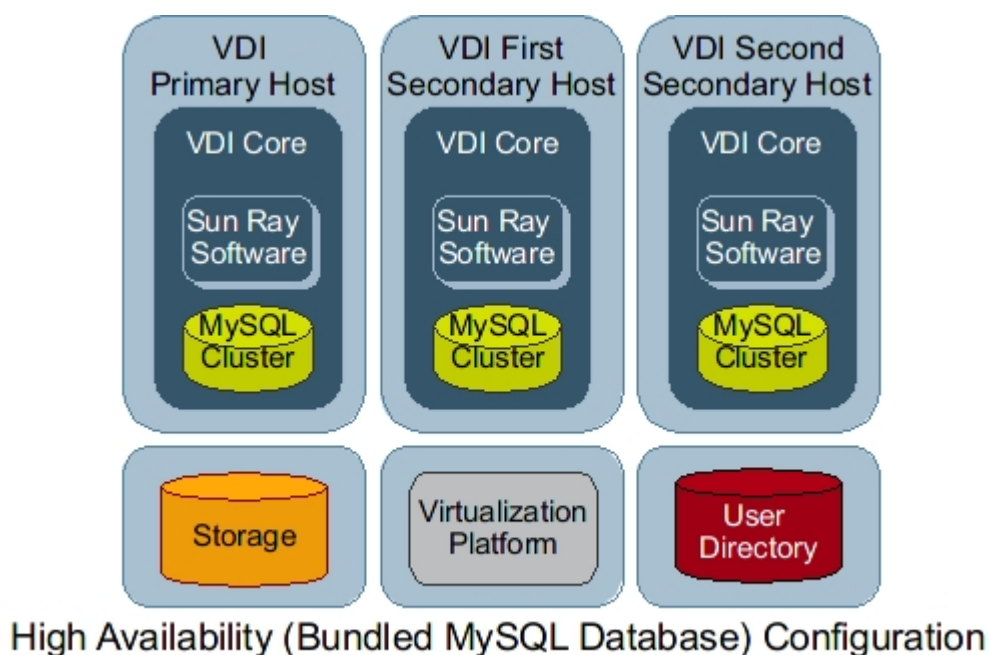 VDI
Primary Host
VDI Core
Sun Ray
Software
MySQL
Cluster
VDI First
Secondary Host
VDI Core
Sun Ray
Software
MySQL
Cluster
VDI Second
Secondary Host
VDI Core
Sun Ray
Software
MySQL
Cluster
Storage
Virtualization
Platform
User
Directory
High Availability (Bundled MySQL Database) Configuration